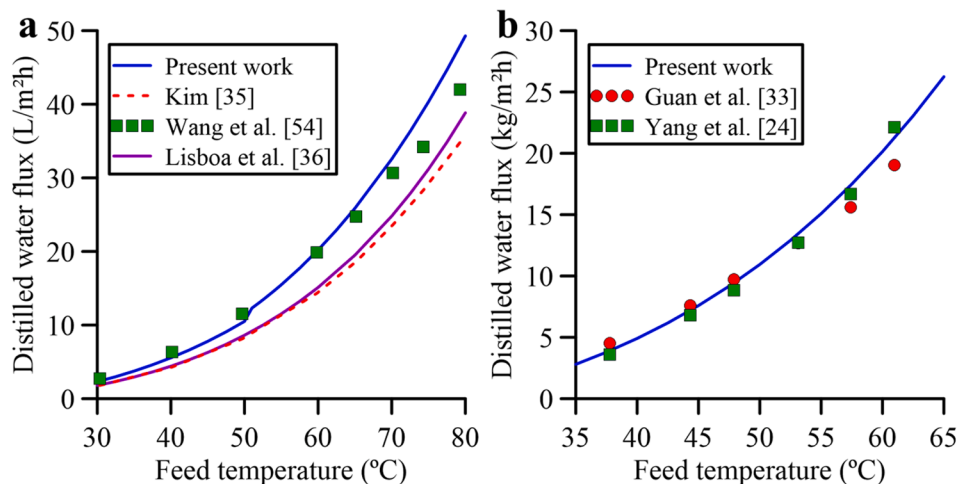 a
50
40
30
20
10
0
Distilled water flux (L/m²h)
Present work
Kim [35]
Wang et al. [54]
Lisboa et al. [36]
30 40 50 60 70 80
Feed temperature (ºC)
b
30
25
20
15
10
5
0
Distilled water flux (kg/m²h)
Present work
Guan et al. [33]
Yang et al. [24]
35 40 45 50 55 60 65
Feed temperature (ºC)